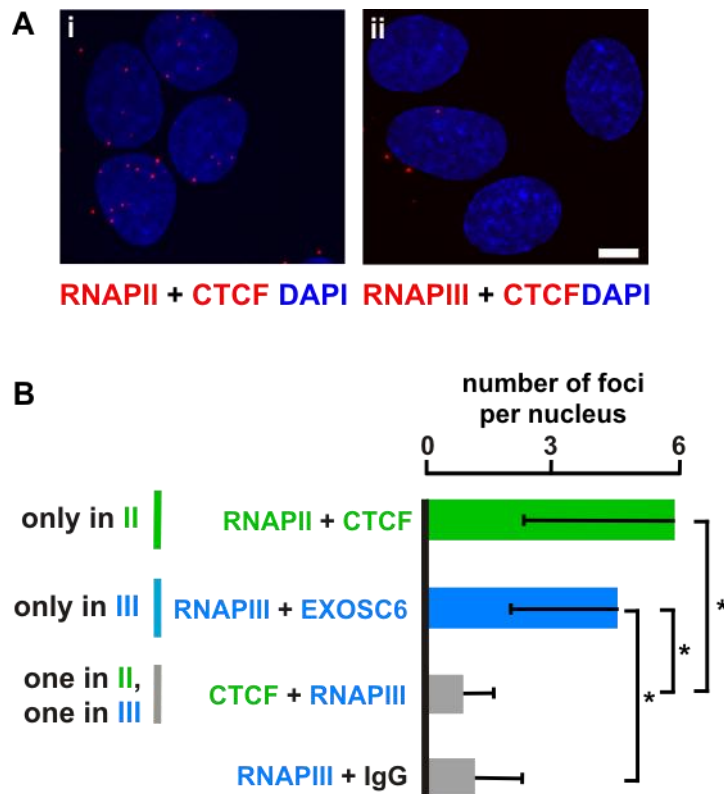 A
i
ii
RNAPII + CTCF DAPI
RNAPIII + CTCFDAPI
B
number of foci
per nucleus
0 3 6
only in II
RNAPII + CTCF
*
only in III
RNAPIII + EXOSC6
*
one in II,
one in III
CTCF + RNAPIII
*
RNAPIII + IgG